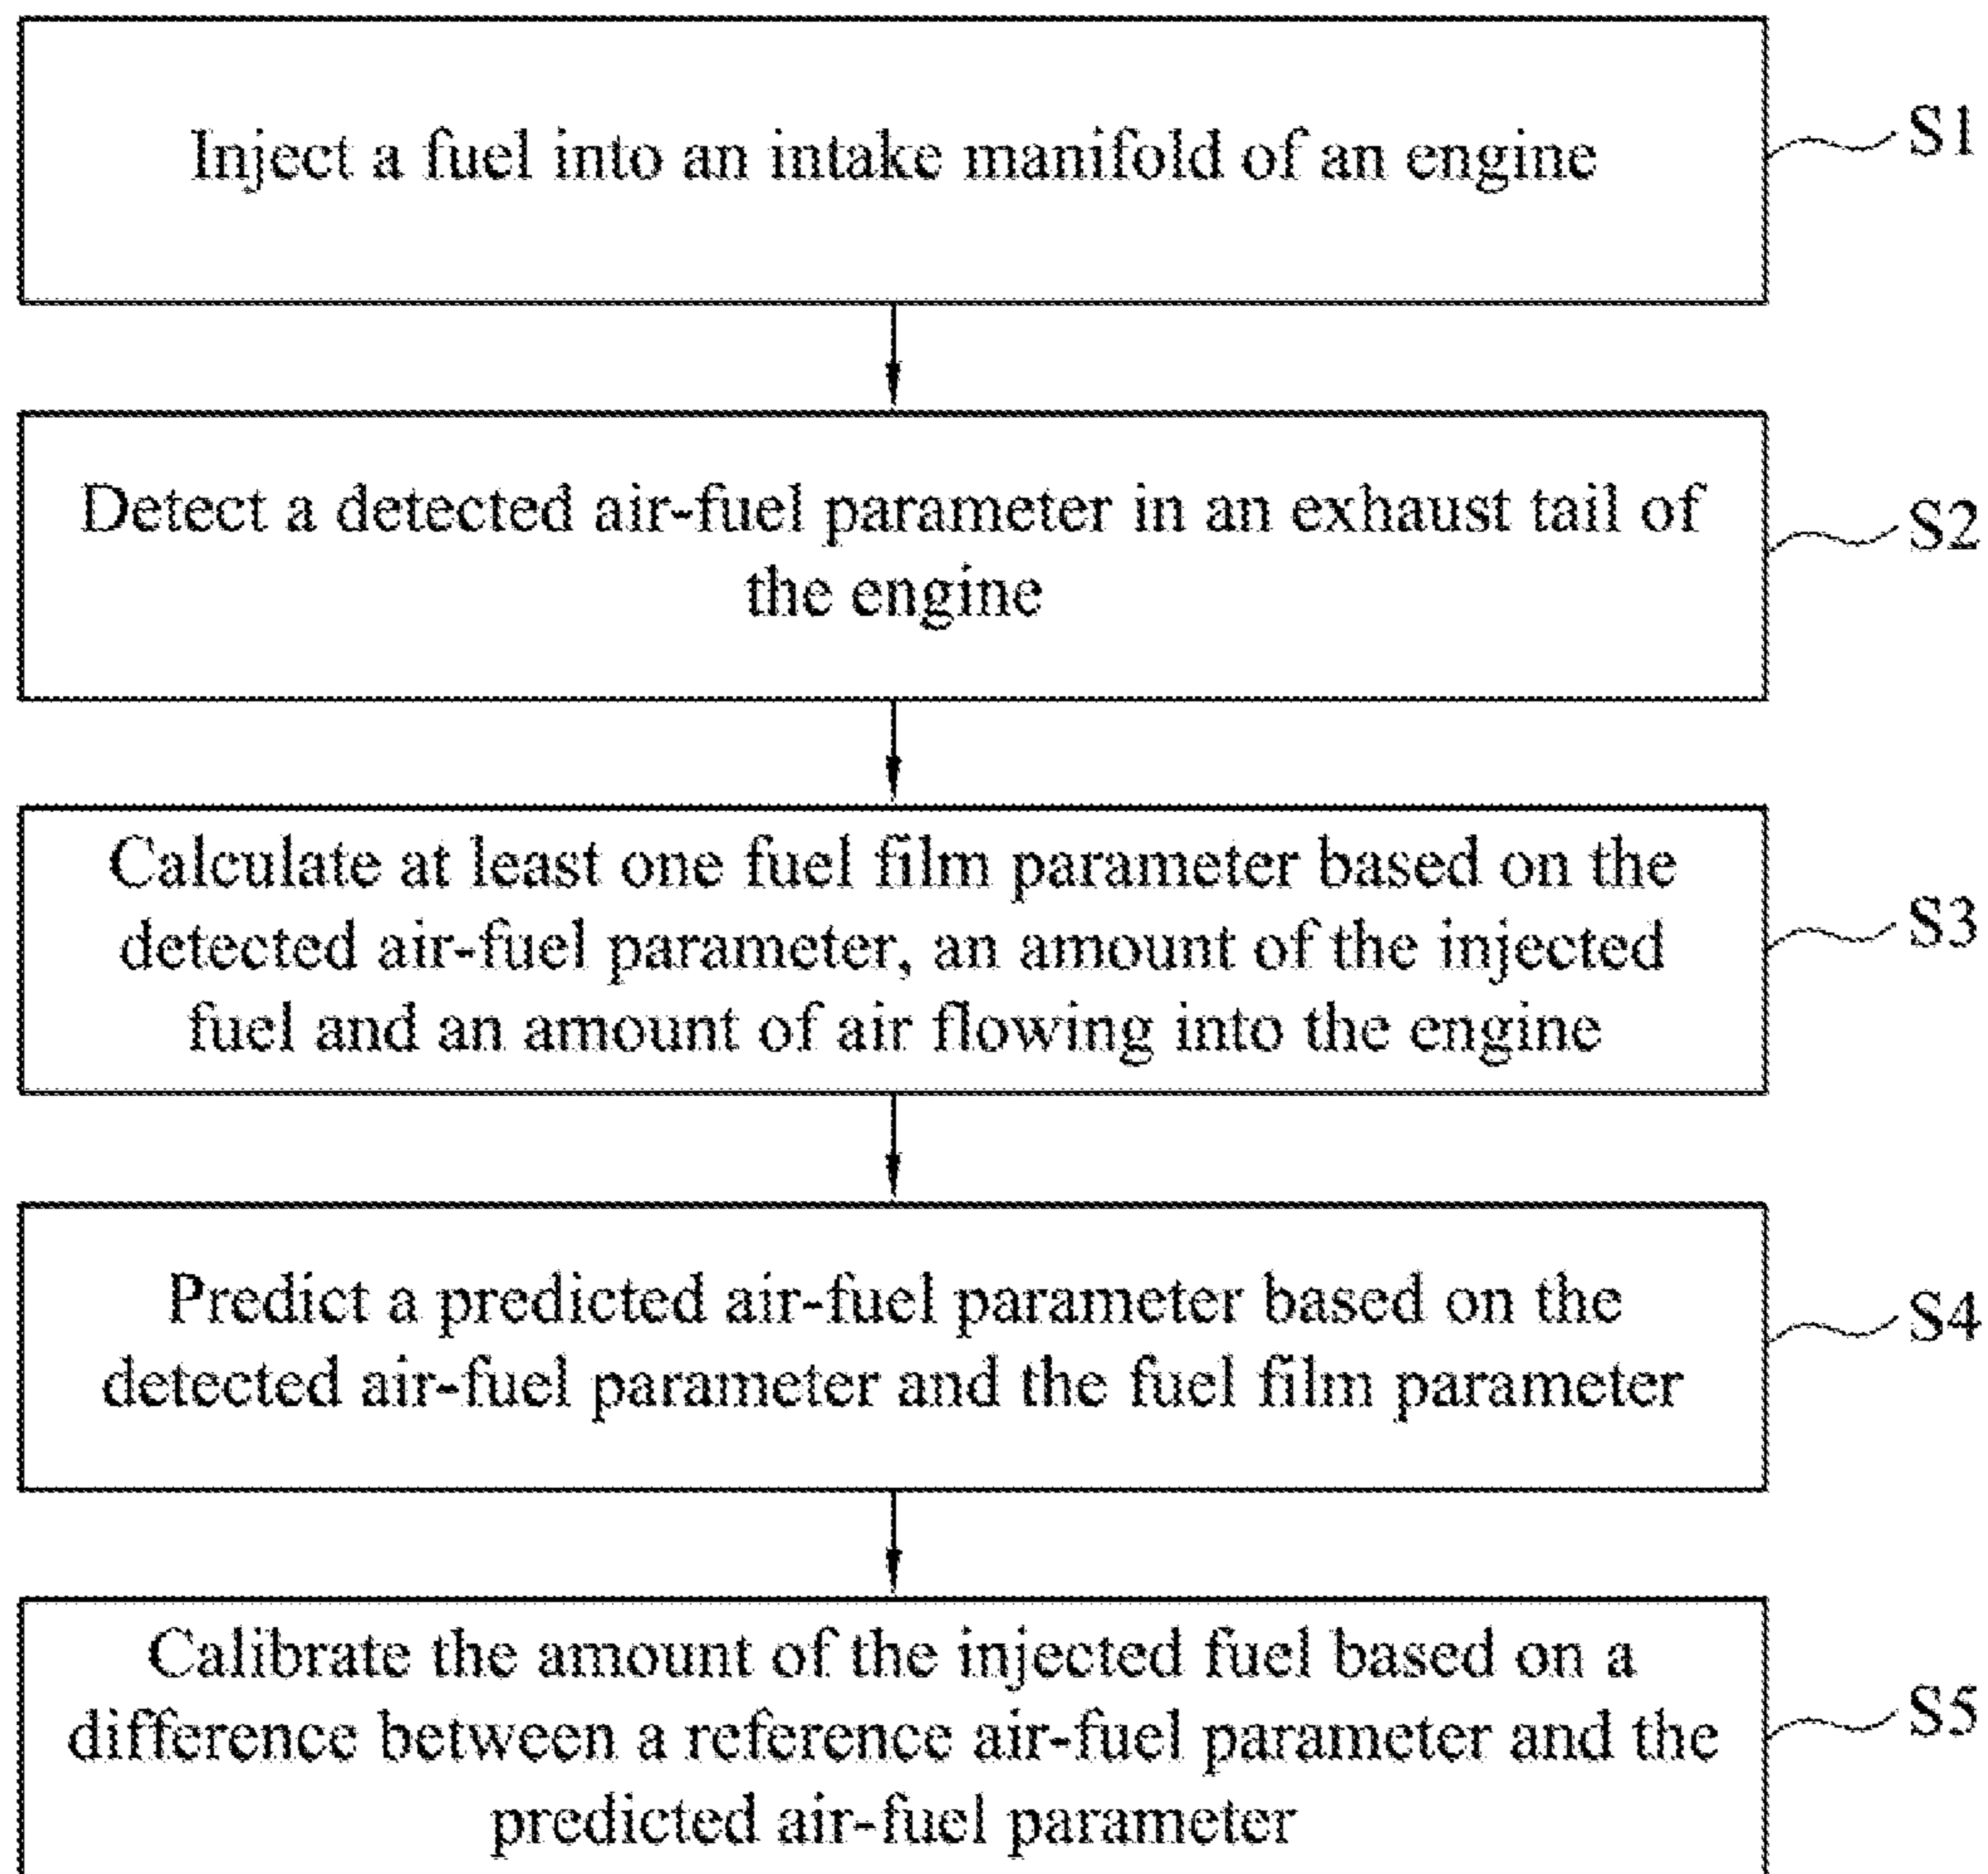 Inject a fuel into an intake manifold of an engine
S1
Detect a detected air-fuel parameter in an exhaust tail of
the engine
S2
Calculate at least one fuel film parameter based on the
detected air-fuel parameter, an amount of the injected
fuel and an amount of air flowing into the engine
S3
Predict a predicted air-fuel parameter based on the
detected air-fuel parameter and the fuel film parameter
S4
Calibrate the amount of the injected fuel based on a
difference between a reference air-fuel parameter and the
predicted air-fuel parameter
S5